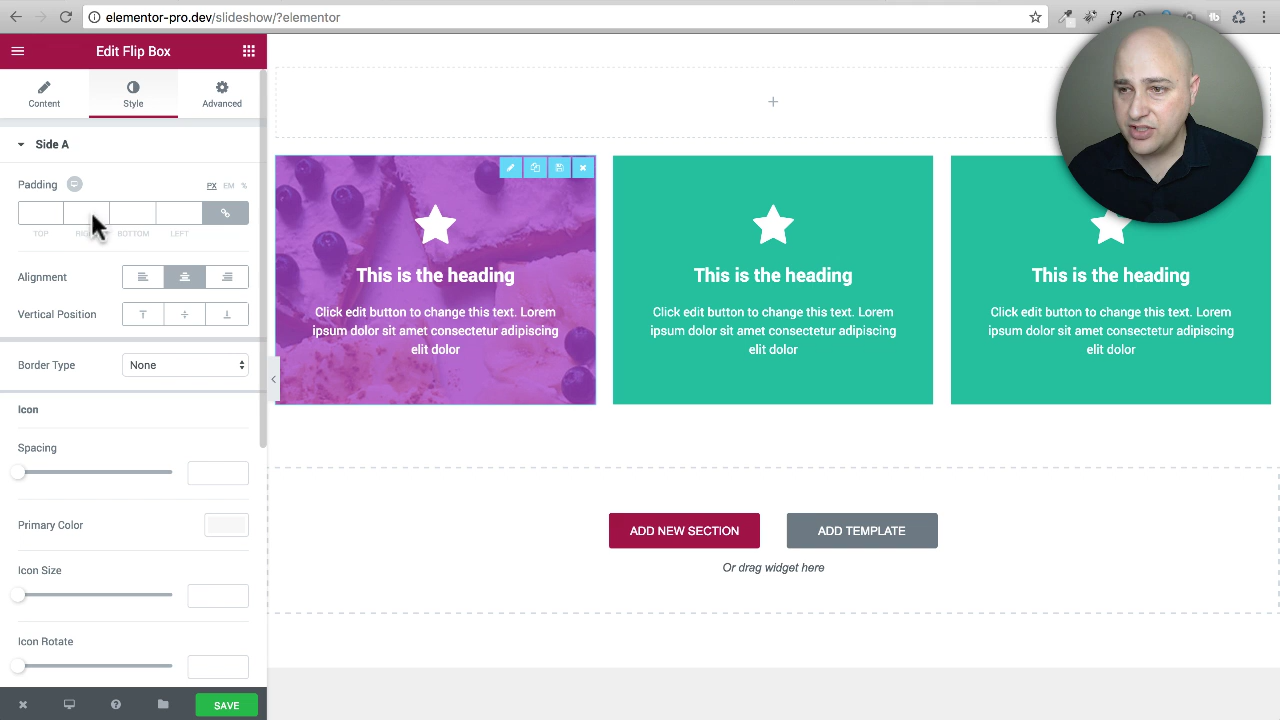 elementor-pro.dev/slideshow/?elementor
Edit Flip Box
Content
Style
Advanced
Side A
Padding
PX EM %
TOP
BOTTOM
LEFT
Alignment
Vertical Position
Border Type
None
Icon
Spacing
Primary Color
Icon Size
Icon Rotate
SAVE
This is the heading
Click edit button to change this text. Lorem
ipsum dolor sit amet consectetur adipiscing
elit dolor
This is the heading
Click edit button to change this text. Lorem
ipsum dolor sit amet consectetur adipiscing
elit dolor
This is the heading
Click edit button to change this text. Lorem
ipsum dolor sit amet consectetur adipiscing
elit dolor
ADD NEW SECTION
ADD TEMPLATE
Or drag widget here